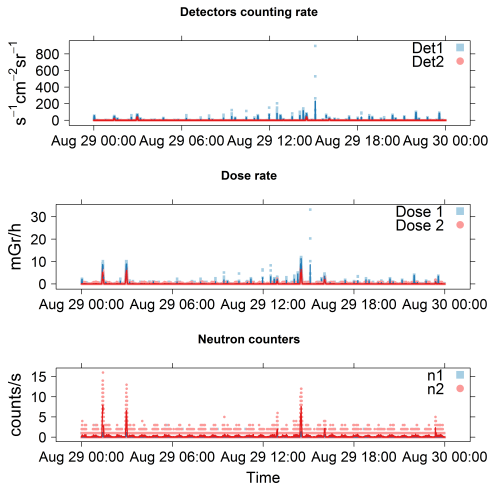 Detectors counting rate
s⁻¹cm⁻²sr⁻¹
800
600
400
200
0
Det1
Det2
Aug 29 00:00 Aug 29 06:00 Aug 29 12:00 Aug 29 18:00 Aug 30 00:00
Dose rate
mGr/h
30
20
10
0
Dose 1
Dose 2
Aug 29 00:00 Aug 29 06:00 Aug 29 12:00 Aug 29 18:00 Aug 30 00:00
Neutron counters
counts/s
15
10
5
0
n1
n2
Aug 29 00:00 Aug 29 06:00 Aug 29 12:00 Aug 29 18:00 Aug 30 00:00
Time